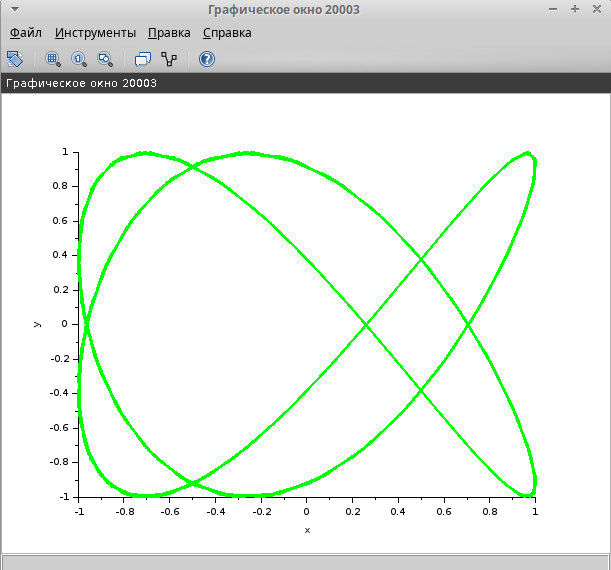 Графическое окно 20003
Файл Инструменты Правка Справка
Графическое окно 20003
1
0.8
0.6
0.4
0.2
0
-0.2
-0.4
-0.6
-0.8
-1
y
-1 -0.8 -0.6 -0.4 -0.2 0 0.2 0.4 0.6 0.8 1
x